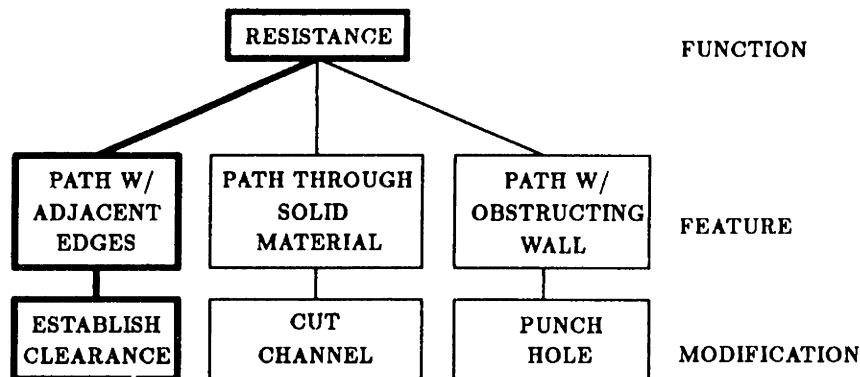 RESISTANCE
FUNCTION
PATH W/
ADJACENT
EDGES
PATH THROUGH
SOLID
MATERIAL
PATH W/
OBSTRUCTING
WALL
FEATURE
ESTABLISH
CLEARANCE
CUT
CHANNEL
PUNCH
HOLE
MODIFICATION